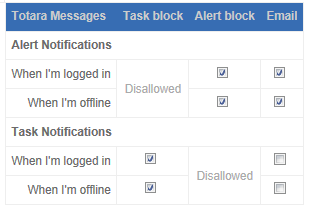 Totara Messages Task block Alert block Email
Alert Notifications
When I'm logged in
Disallowed
When I'm offline
Task Notifications
When I'm logged in
Disallowed
When I'm offline